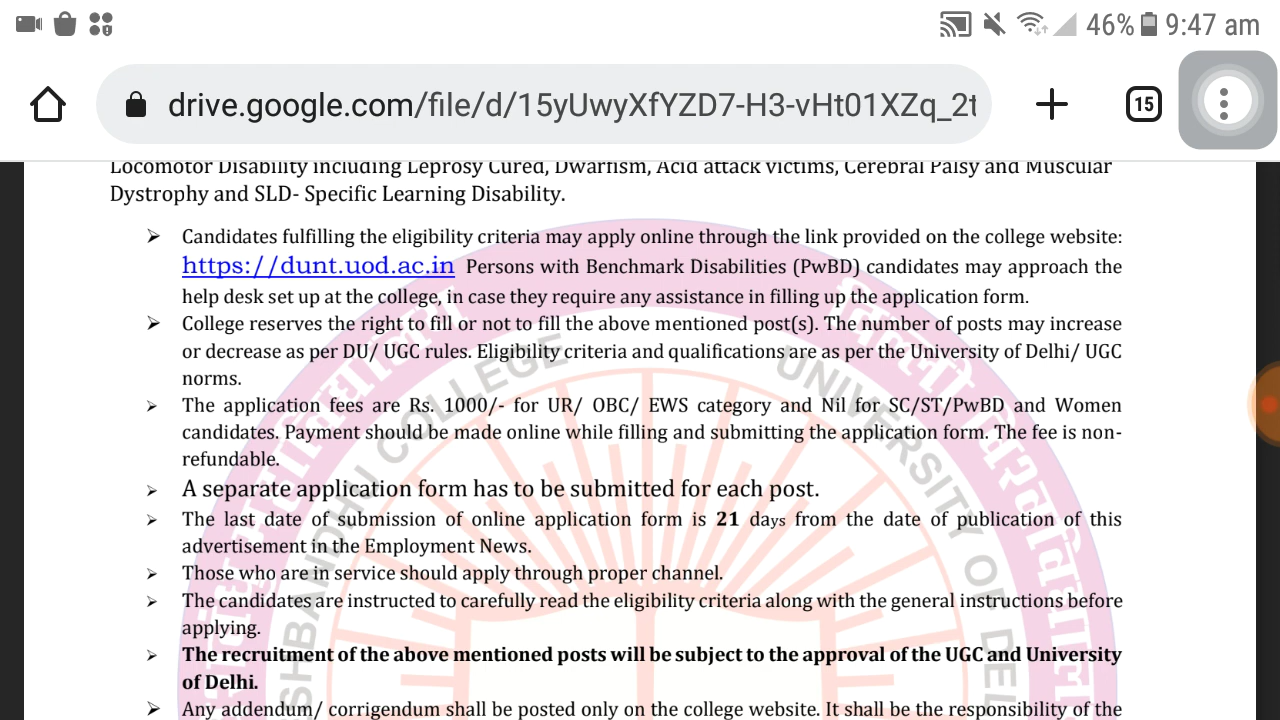 46% 9:47 am
drive.google.com/file/d/15yUwyXfYZD7-H3-vHt01XZq_2t
15
Locomotor Disability including Leprosy Cured, Dwarfism, Acid attack victims, Cerebral Palsy and Muscular
Dystrophy and SLD- Specific Learning Disability.
➢ Candidates fulfilling the eligibility criteria may apply online through the link provided on the college website:
https://dunt.uod.ac.in Persons with Benchmark Disabilities (PwBD) candidates may approach the
help desk set up at the college, in case they require any assistance in filling up the application form.
➢ College reserves the right to fill or not to fill the above mentioned post(s). The number of posts may increase
or decrease as per DU/ UGC rules. Eligibility criteria and qualifications are as per the University of Delhi/ UGC
norms.
➢ The application fees are Rs. 1000/- for UR/ OBC/ EWS category and Nil for SC/ST/PwBD and Women
candidates. Payment should be made online while filling and submitting the application form. The fee is non-
refundable.
➢ A separate application form has to be submitted for each post.
➢ The last date of submission of online application form is 21 days from the date of publication of this
advertisement in the Employment News.
➢ Those who are in service should apply through proper channel.
➢ The candidates are instructed to carefully read the eligibility criteria along with the general instructions before
applying.
➢ The recruitment of the above mentioned posts will be subject to the approval of the UGC and University
of Delhi.
➢ Any addendum/ corrigendum shall be posted only on the college website. It shall be the responsibility of the
SHBANDHU COLLEGE
UNIVERSITY OF DEL